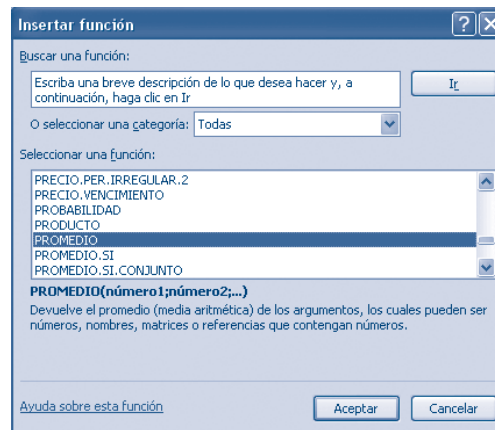 Insertar función
Buscar una función:
Escriba una breve descripción de lo que desea hacer y, a
continuación, haga clic en Ir
Ir
O seleccionar una categoría: Todas
Seleccionar una función:
PRECIO.PER.IRREGULAR.2
PRECIO.VENCIMIENTO
PROBABILIDAD
PRODUCTO
PROMEDIO
PROMEDIO.SI
PROMEDIO.SI.CONJUNTO
PROMEDIO(número1;número2;...)
Devuelve el promedio (media aritmética) de los argumentos, los cuales pueden ser
números, nombres, matrices o referencias que contengan números.
Ayuda sobre esta función
Aceptar
Cancelar